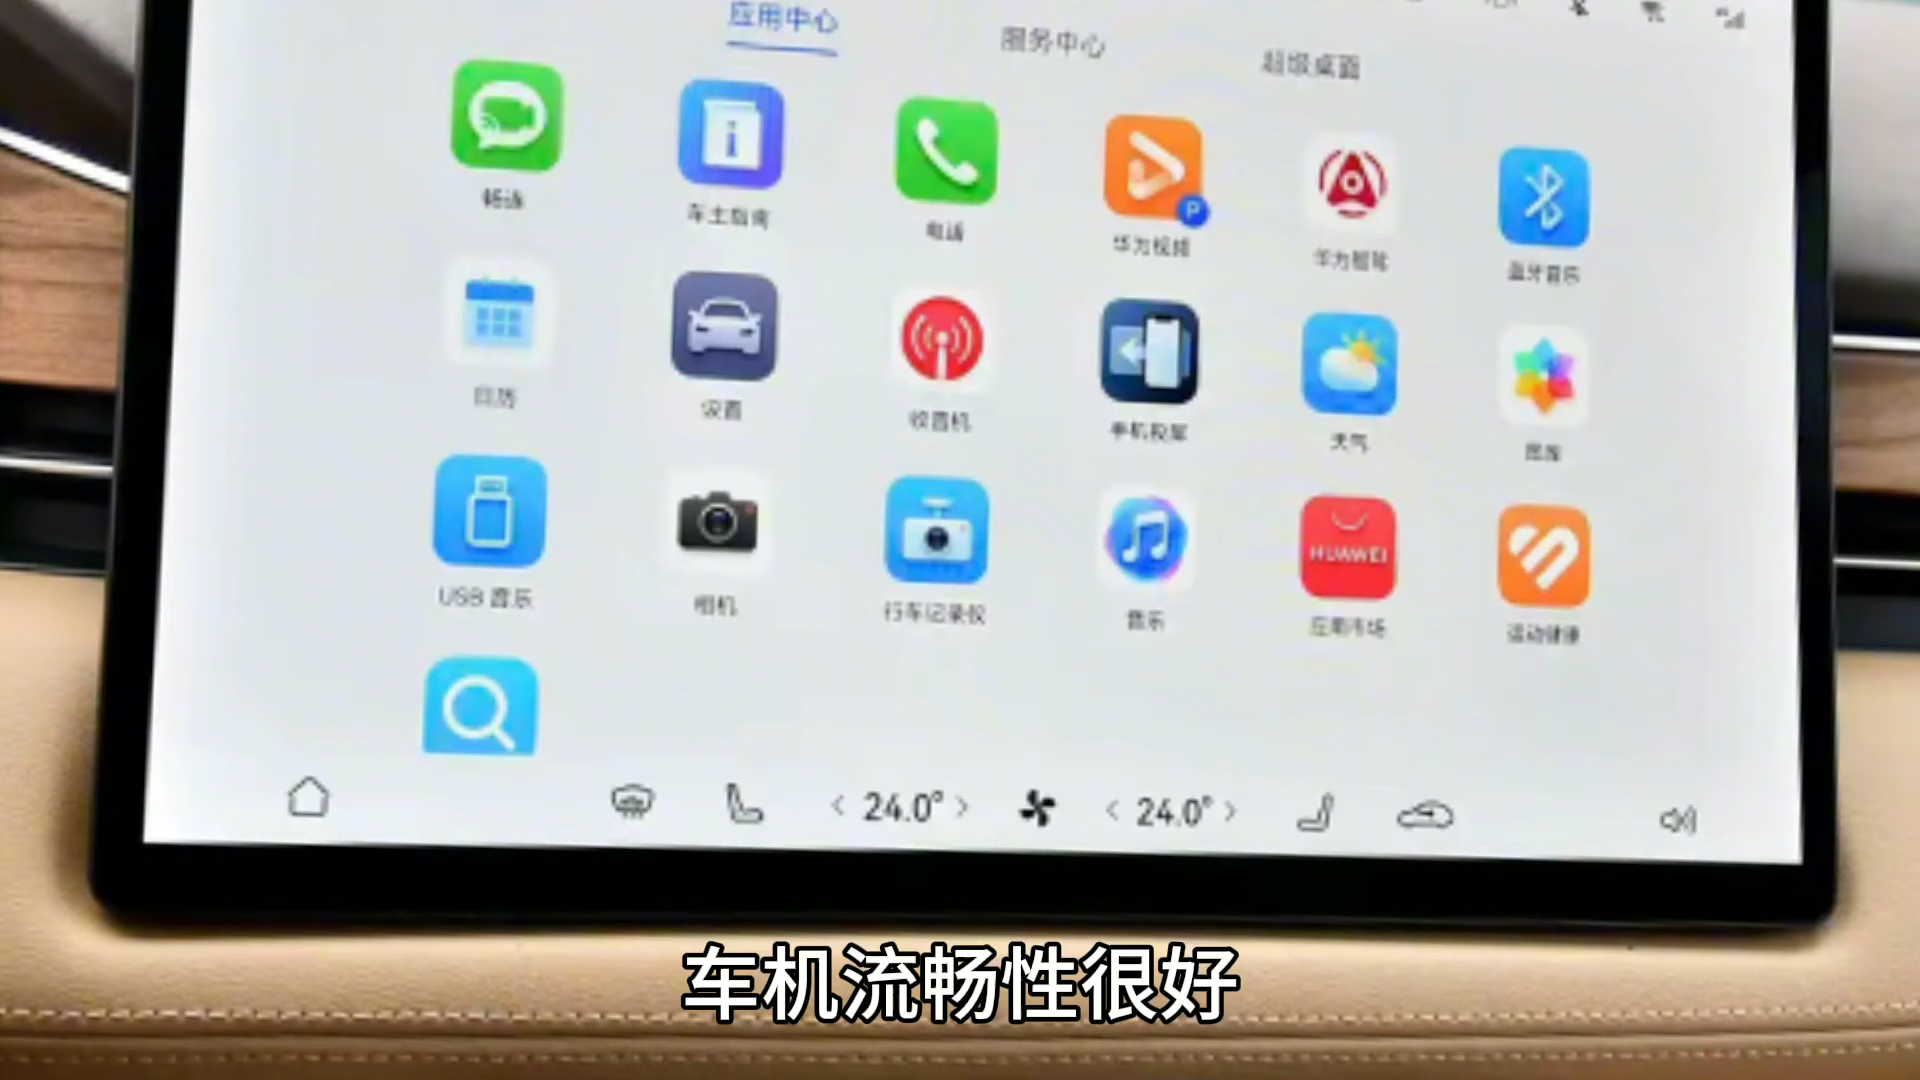 应用中心
服务中心
超级桌面
畅连
车主指南
电话
华为视频
P
华为智驾
蓝牙音乐
日历
设置
收音机
手机投屏
天气
图库
HUAWEI
USB 音乐
相机
行车记录仪
音乐
应用市场
运动健康
24.0°
24.0°
车机流畅性很好